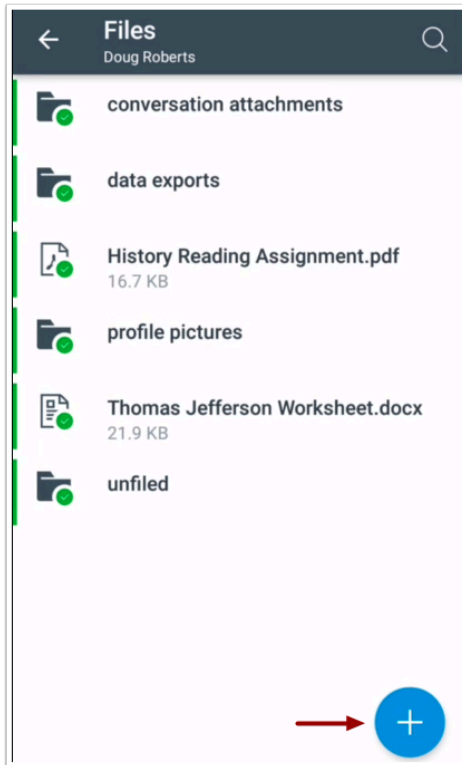 Files
Doug Roberts
conversation attachments
data exports
History Reading Assignment.pdf
16.7 KB
profile pictures
Thomas Jefferson Worksheet.docx
21.9 KB
unfiled